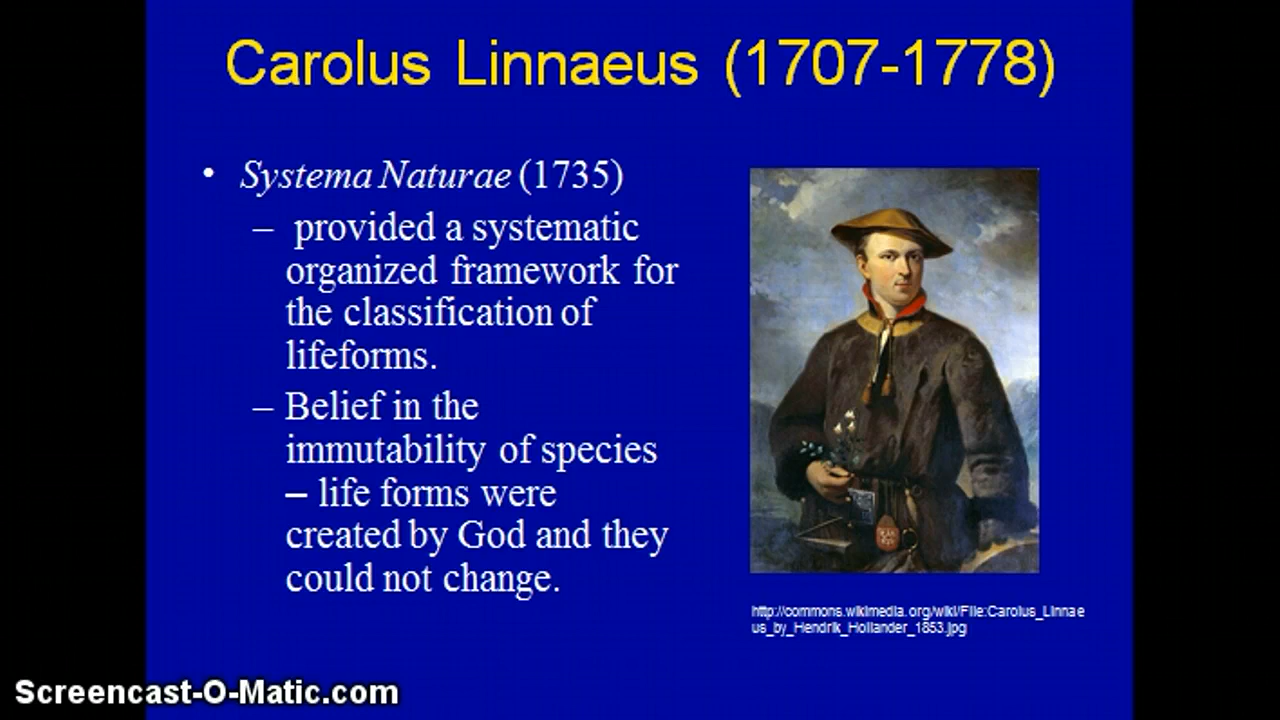 Carolus Linnaeus (1707-1778)
• Systema Naturae (1735)
– provided a systematic
organized framework for
the classification of
lifeforms.
– Belief in the
immutability of species
– life forms were
created by God and they
could not change.
http://commons.wikimedia.org/wiki/File:Carolus_Linnae
us_by_Hendrik_Hollander_1853.jpg
Screencast-O-Matic.com